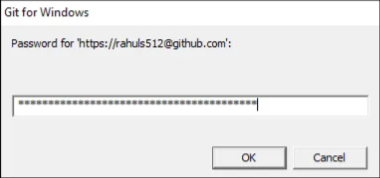 Git for Windows
Password for 'https://rahuls512@github.com':
****************************************
OK Cancel